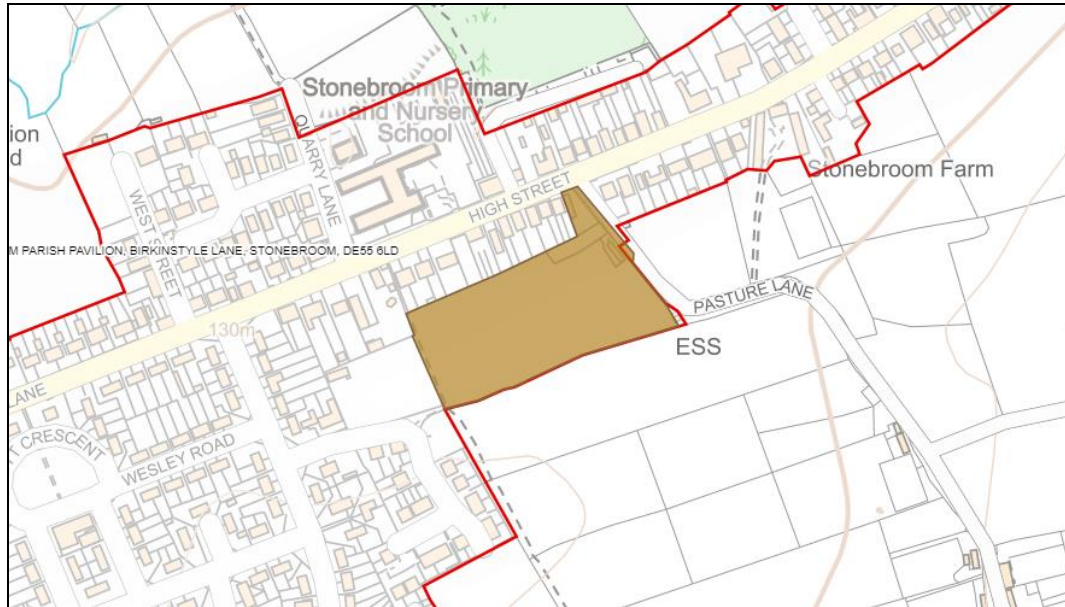 Stonebroom Primary
and Nursery
School
ion
d
QUARRY LANE
HIGH STREET
Stonebroom Farm
WEST STREET
M PARISH PAVILION, BIRKINSTYLE LANE, STONEBROOM, DE55 6LD
PASTURE LANE
130m
ESS
LANE
CRESCENT
WESLEY ROAD